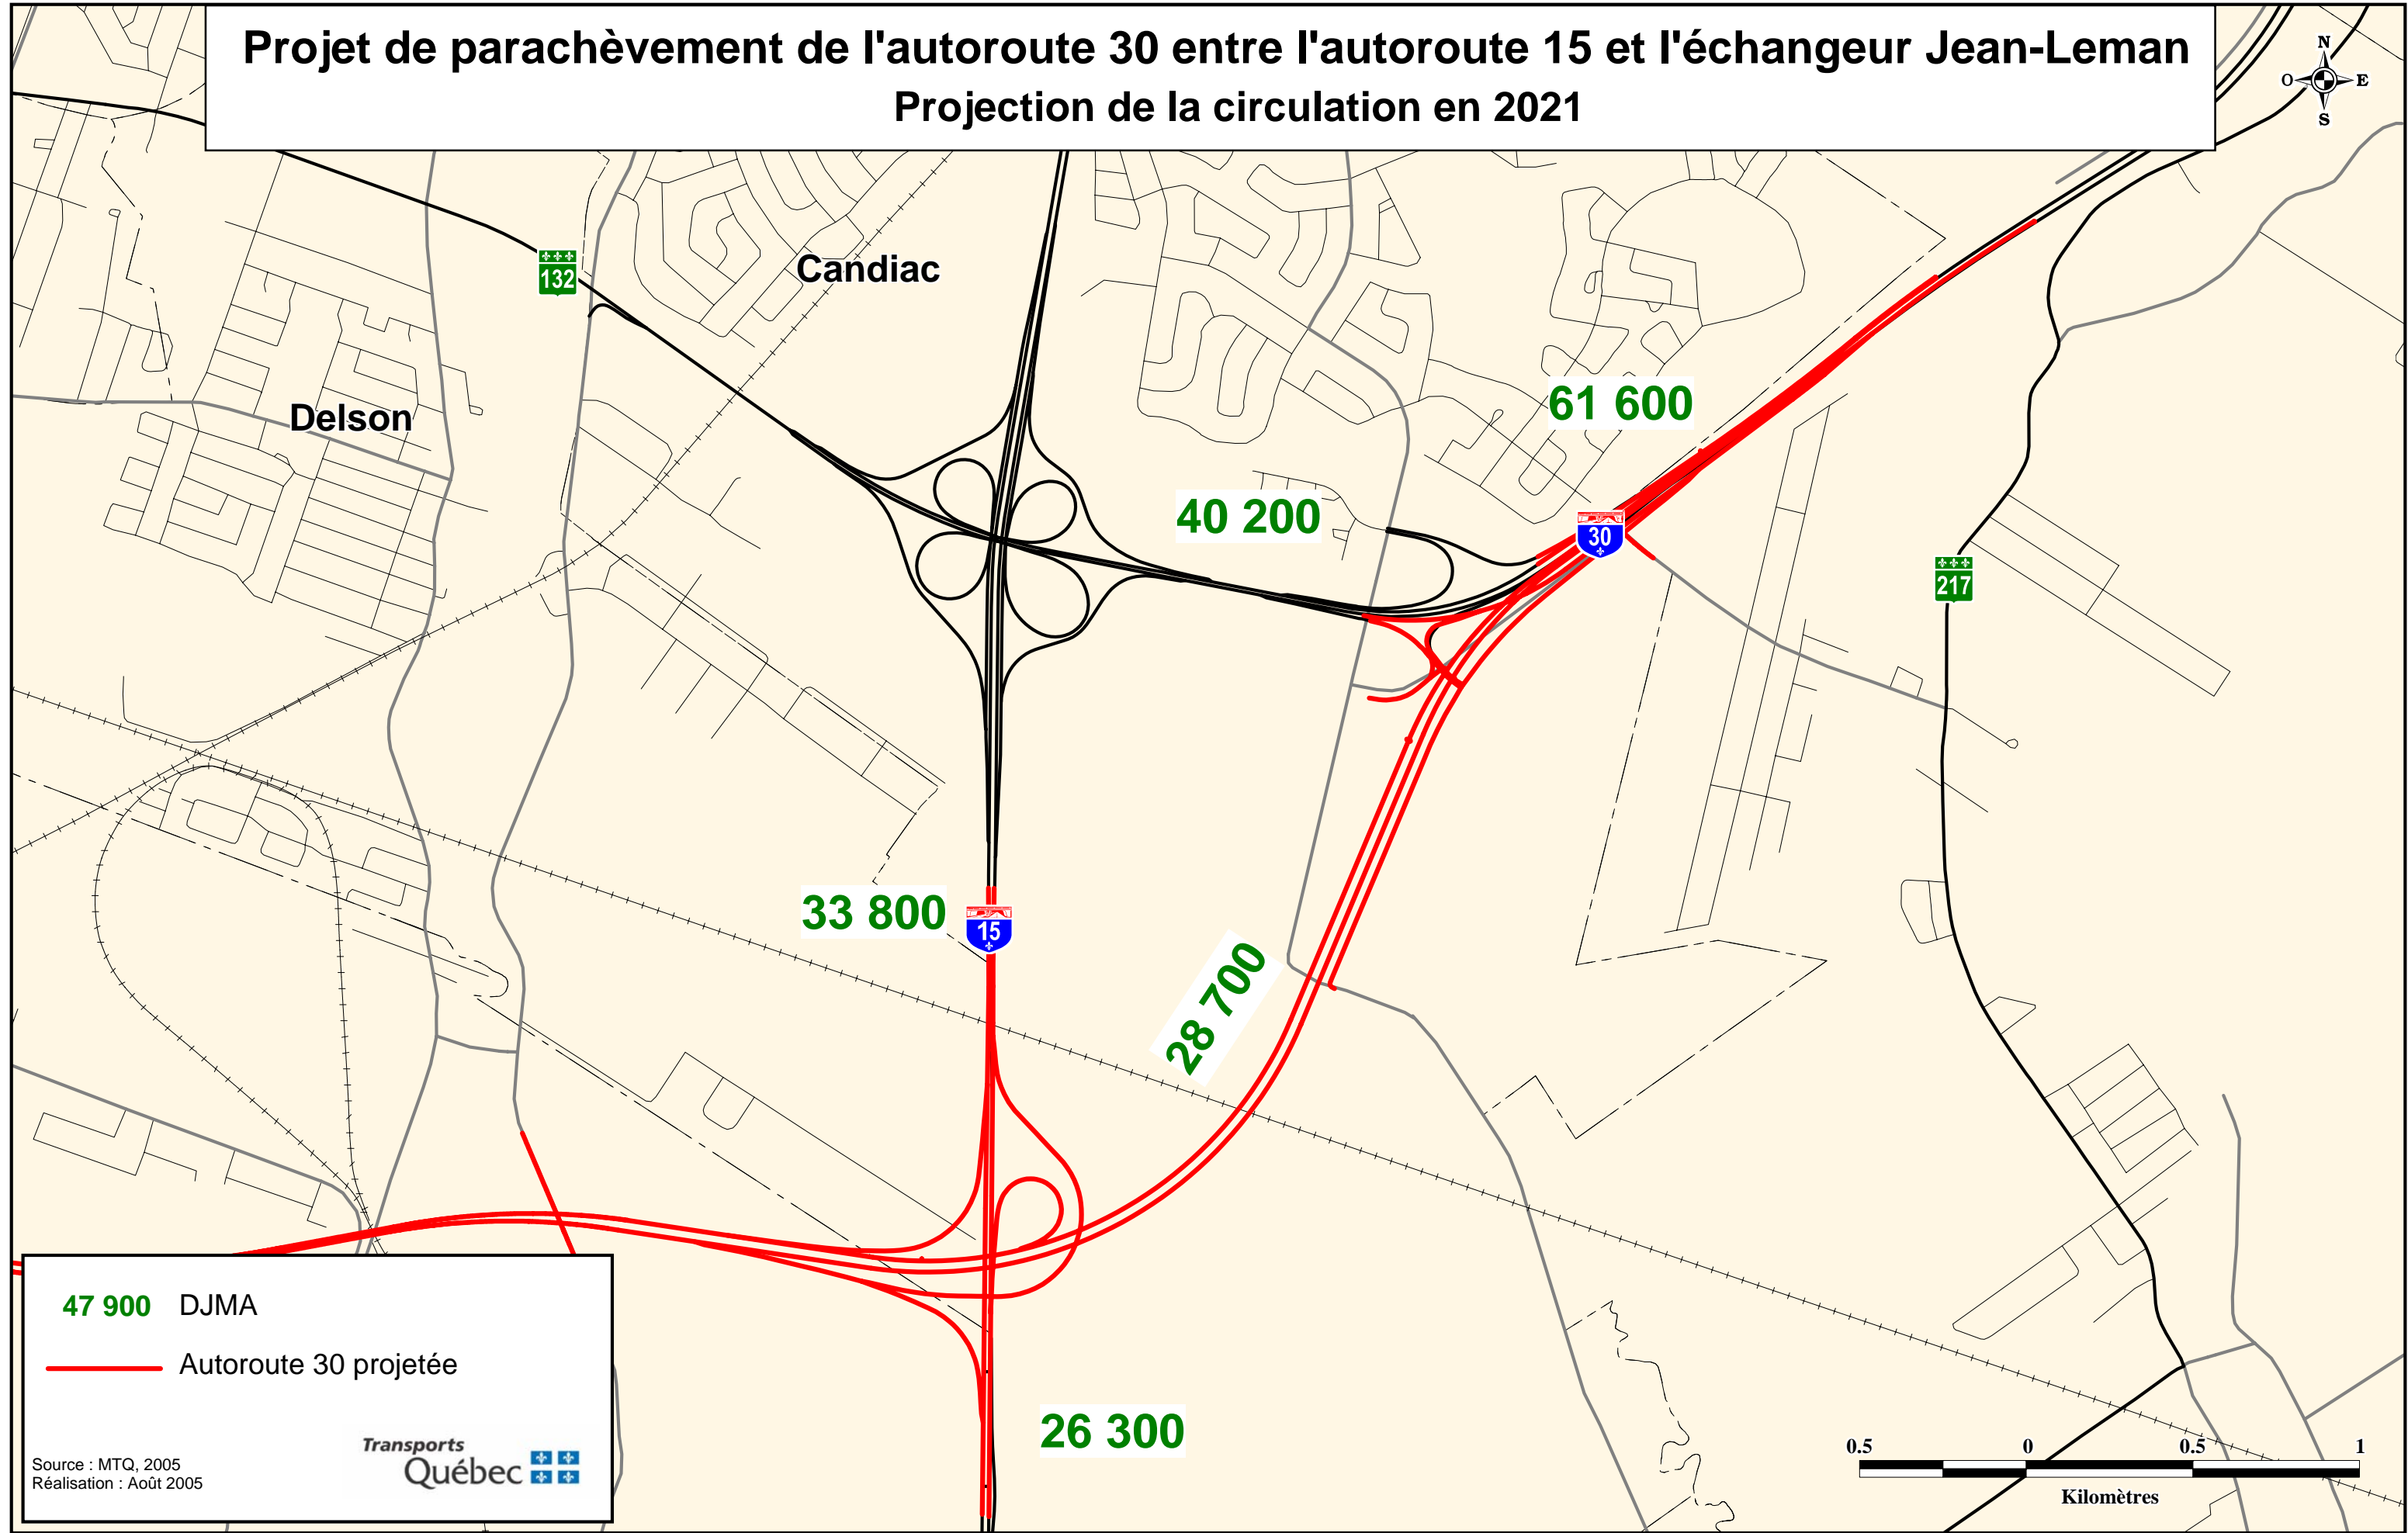 Projet de parachèvement de l'autoroute 30 entre l'autoroute 15 et l'échangeur Jean-Leman
Projection de la circulation en 2021
N
O E
S
132
Candiac
Delson
61 600
40 200
30
217
33 800
15
28 700
26 300
47 900 DJMA
Autoroute 30 projetée
Transports
Québec
Source : MTQ, 2005
Réalisation : Août 2005
0.5 0 0.5 1
Kilomètres